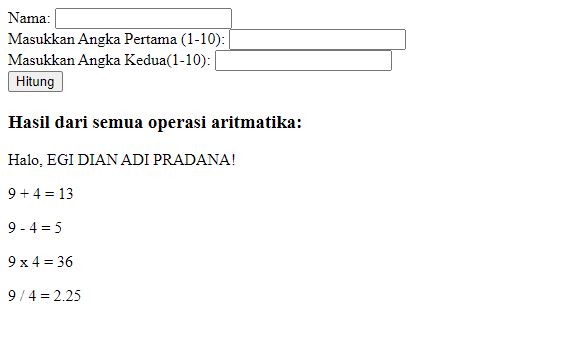 Nama:
Masukkan Angka Pertama (1-10):
Masukkan Angka Kedua(1-10):
Hitung
Hasil dari semua operasi aritmatika:
Halo, EGI DIAN ADI PRADANA!
9 + 4 = 13
9 - 4 = 5
9 x 4 = 36
9 / 4 = 2.25